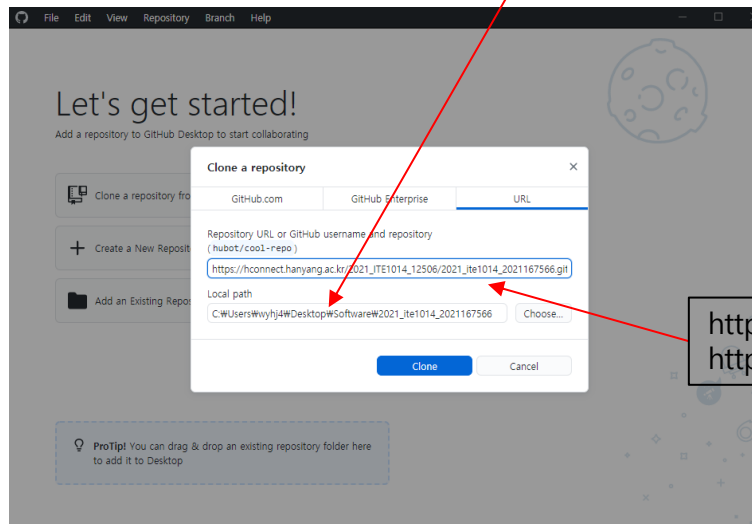 File Edit View Repository Branch Help
Let's get started!
Add a repository to GitHub Desktop to start collaborating
Clone a repository fro
Create a New Reposit
Add an Existing Repos
Clone a repository
GitHub.com GitHub Enterprise URL
Repository URL or GitHub username and repository
(hubot/cool-repo)
https://hconnect.hanyang.ac.kr/2021_ITE1014_12506/2021_ite1014_2021167566.git
Local path
C:₩Users₩wyhj4₩Desktop₩Software₩2021_ite1014_2021167566 Choose...
Clone Cancel
http
http
ProTip! You can drag & drop an existing repository folder here
to add it to Desktop